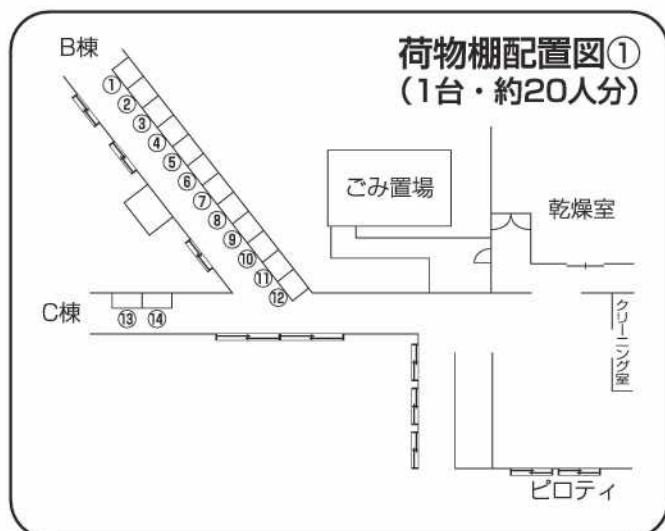 荷物棚配置図①
(1台・約20人分)
B棟
①
②
③
④
⑤
⑥
⑦
⑧
⑨
⑩
⑪
⑫
ごみ置場
乾燥室
C棟
⑬
⑭
クリーニング室
ピロティ